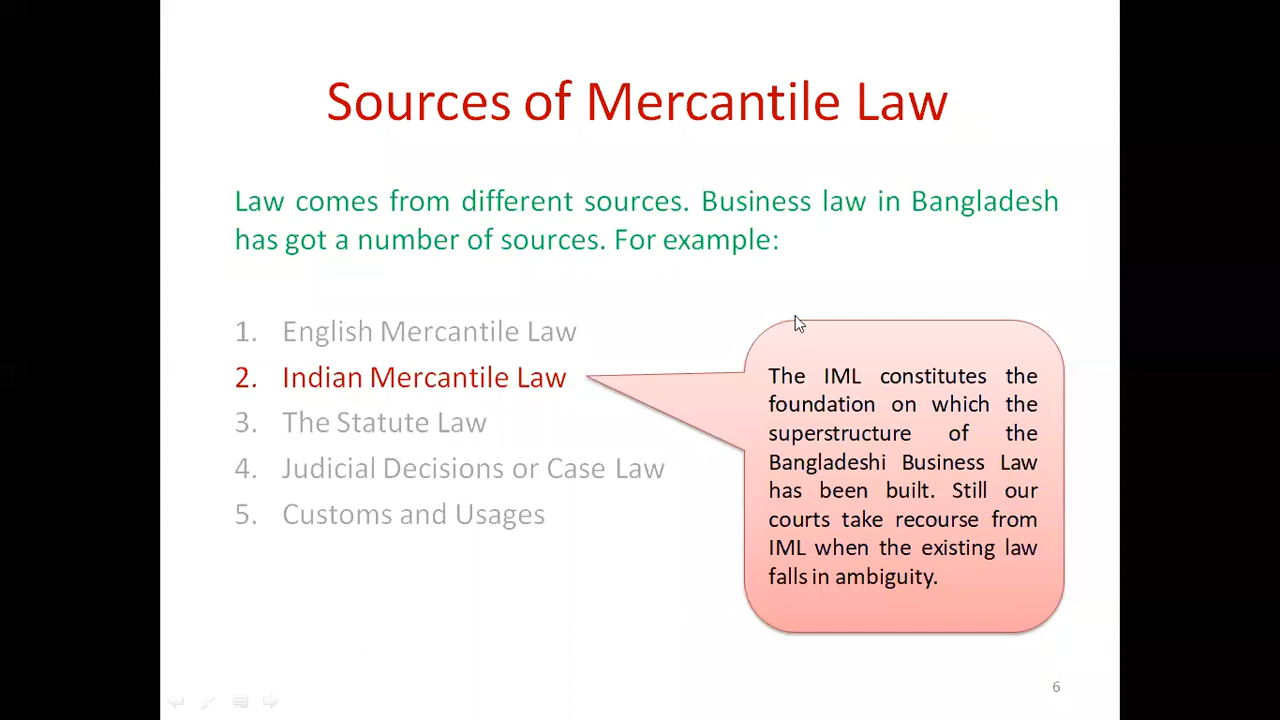 Sources of Mercantile Law
Law comes from different sources. Business law in Bangladesh
has got a number of sources. For example:
1. English Mercantile Law
2. Indian Mercantile Law
3. The Statute Law
4. Judicial Decisions or Case Law
5. Customs and Usages
The IML constitutes the
foundation on which the
superstructure of the
Bangladeshi Business Law
has been built. Still our
courts take recourse from
IML when the existing law
falls in ambiguity.
6